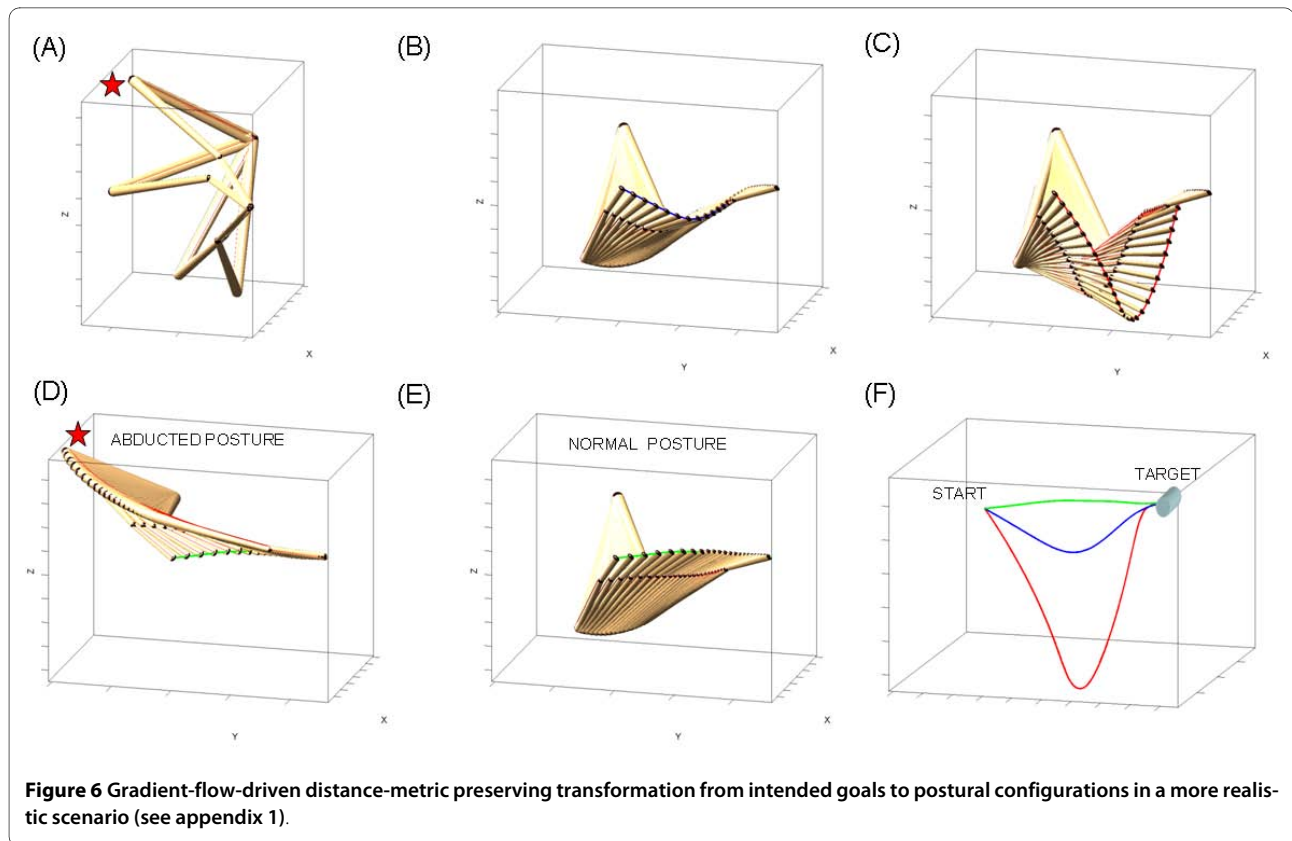 (A)
(B)
(C)
Z
X
Z
Y
X
Z
Y
X
(D)
(E)
(F)
ABDUCTED POSTURE
NORMAL POSTURE
START
TARGET
Z
Y
X
Z
Y
X
Figure 6 Gradient-flow-driven distance-metric preserving transformation from intended goals to postural configurations in a more realis-
tic scenario (see appendix 1).